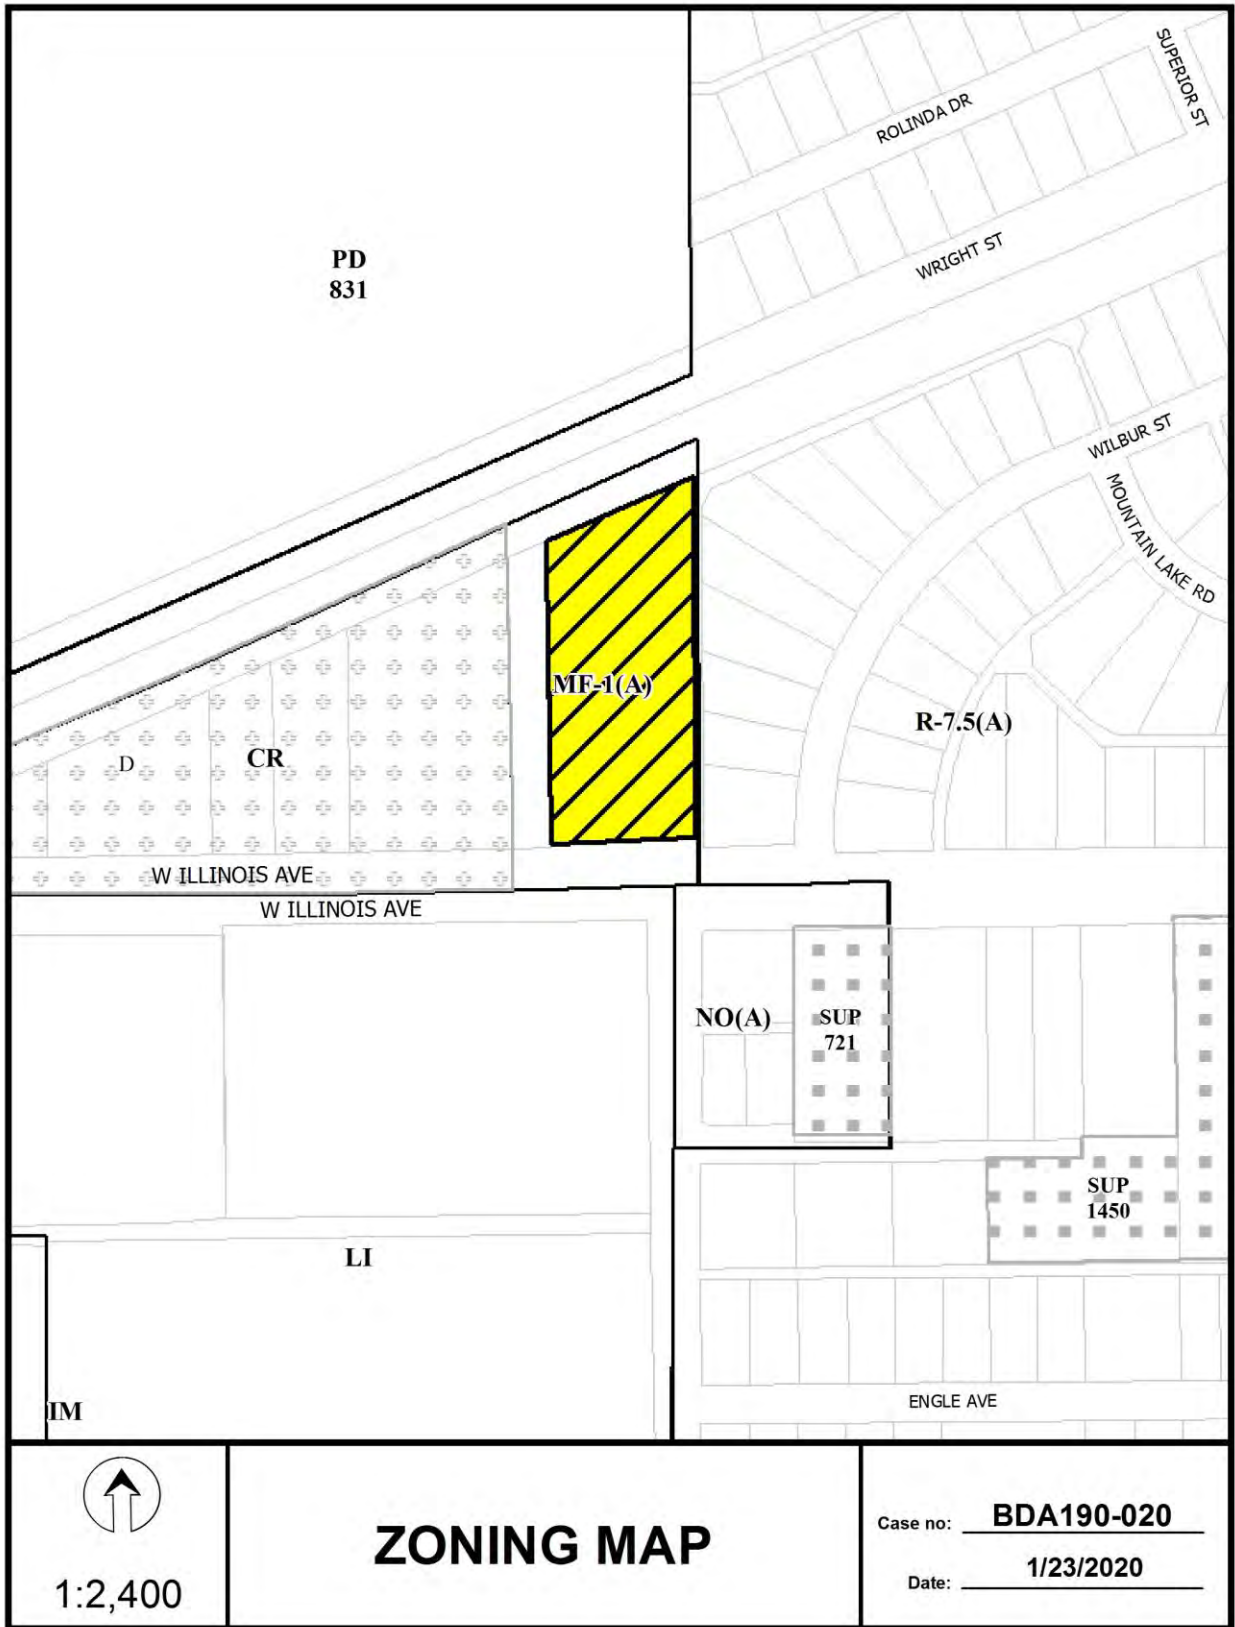 SUPERIOR ST
ROLINDA DR
WRIGHT ST
PD
831
WILBUR ST
MOUNTAIN LAKE RD
MF-1(A)
R-7.5(A)
D
CR
W ILLINOIS AVE
W ILLINOIS AVE
NO(A)
SUP
721
SUP
1450
LI
IM
ENGLE AVE
1:2,400
ZONING MAP
Case no: BDA190-020
Date: 1/23/2020